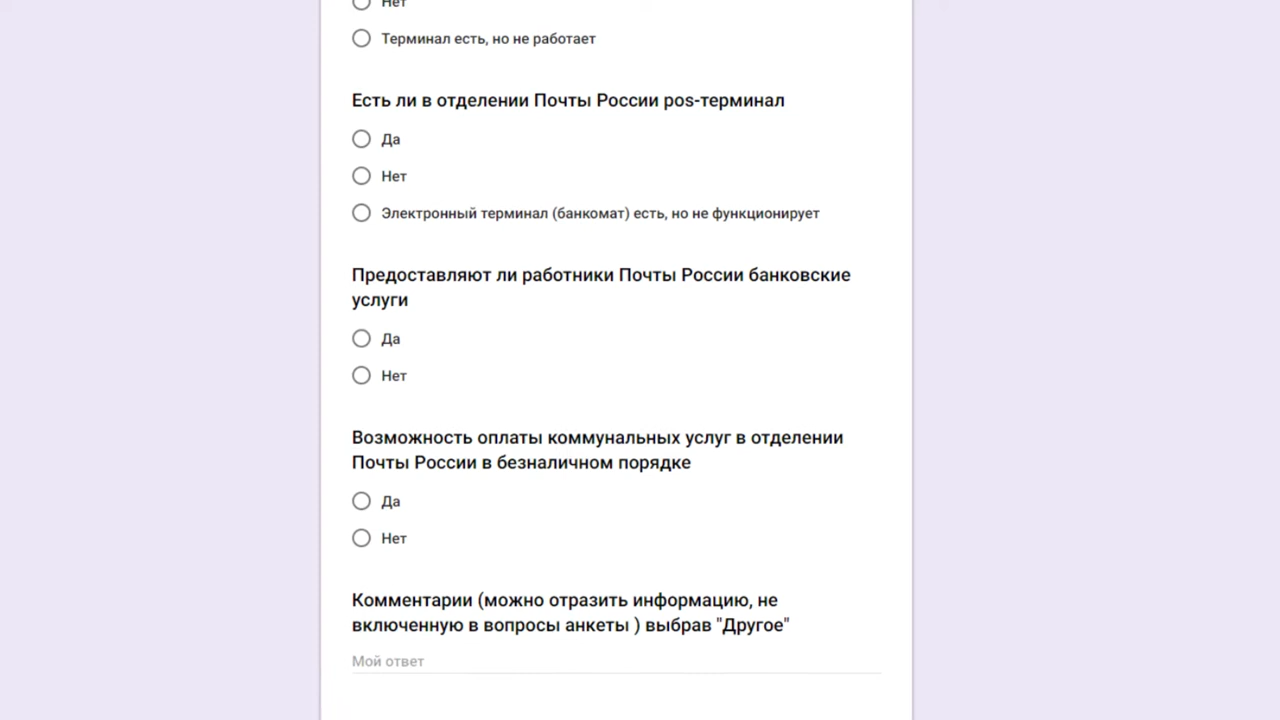 Нет
Терминал есть, но не работает
Есть ли в отделении Почты России pos-терминал
Да
Нет
Электронный терминал (банкомат) есть, но не функционирует
Предоставляют ли работники Почты России банковские
услуги
Да
Нет
Возможность оплаты коммунальных услуг в отделении
Почты России в безналичном порядке
Да
Нет
Комментарии (можно отразить информацию, не
включенную в вопросы анкеты ) выбрав "Другое"
Мой ответ